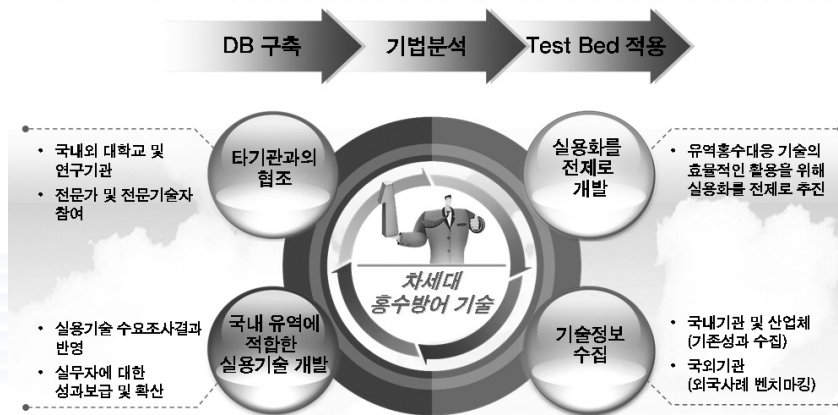 DB 구축
기법분석
Test Bed 적용
타기관과의
협조
• 국내외 대학교 및
연구기관
• 전문가 및 전문기술자
참여
실용화를
전제로
개발
• 유역홍수대응 기술의
효율적인 활용을 위해
실용화를 전제로 추진
1
차세대
홍수방어 기술
국내 유역에
적합한
실용기술 개발
• 실용기술 수요조사결과
반영
• 실무자에 대한
성과보급 및 확산
기술정보
수집
• 국내기관 및 산업체
(기존성과 수집)
• 국외기관
(외국사례 벤치마킹)